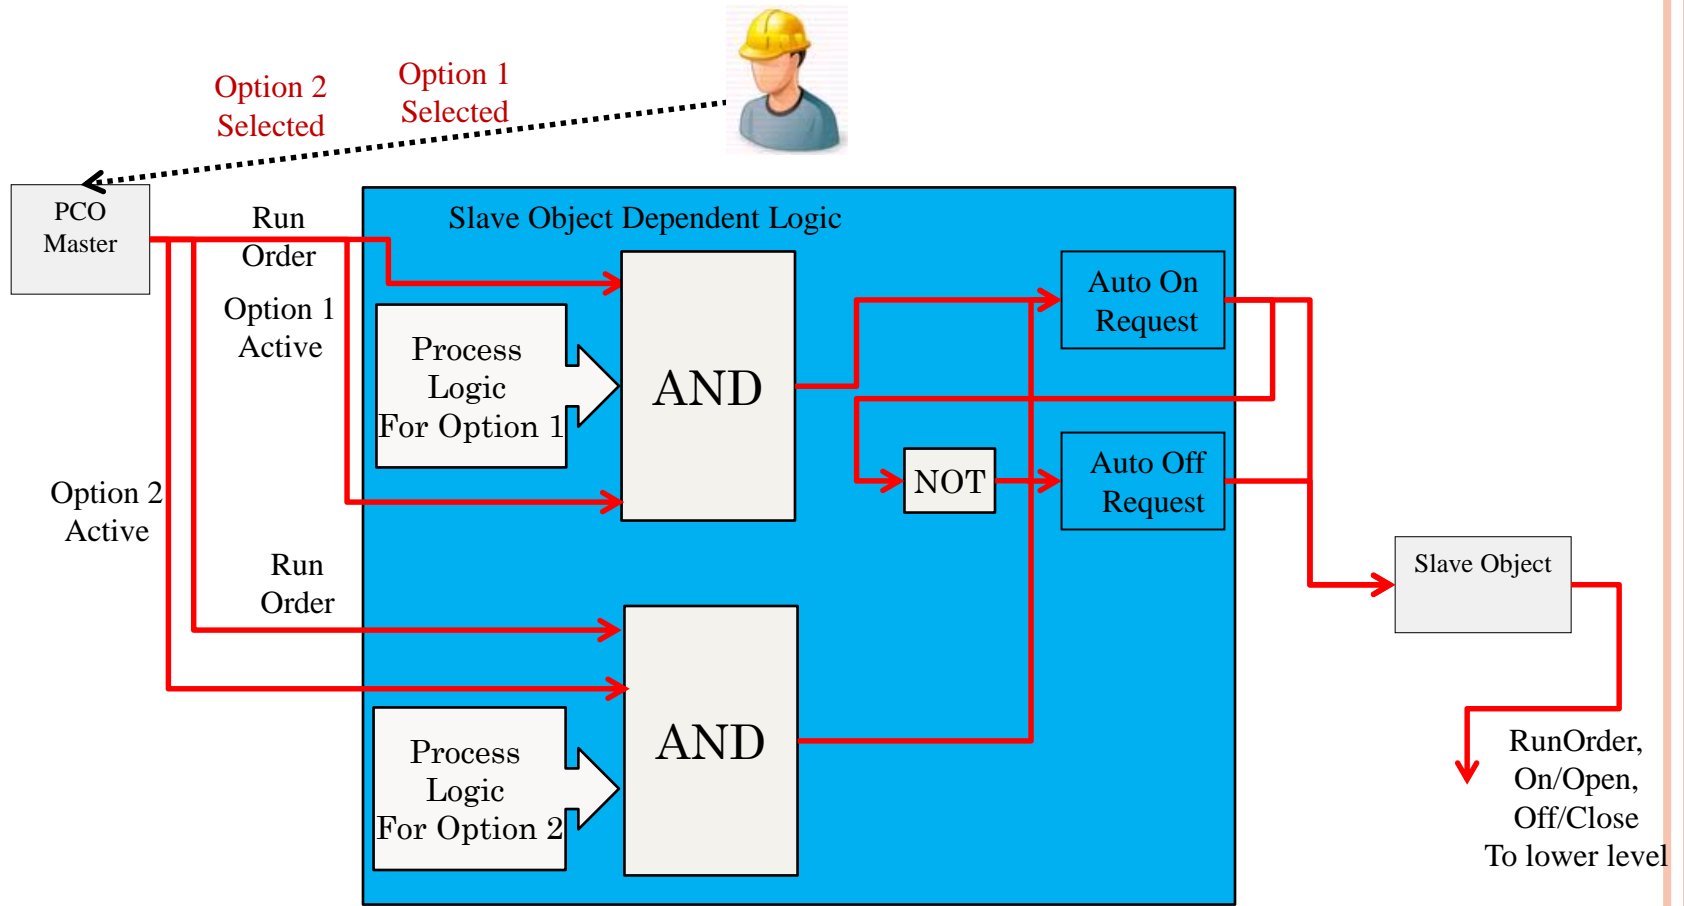 Option 2
Selected
Option 1
Selected
PCO
Master
Run
Order
Option 1
Active
Option 2
Active
Run
Order
Slave Object Dependent Logic
Process
Logic
For Option 1
AND
Auto On
Request
NOT
Auto Off
Request
Process
Logic
For Option 2
AND
Slave Object
RunOrder,
On/Open,
Off/Close
To lower level